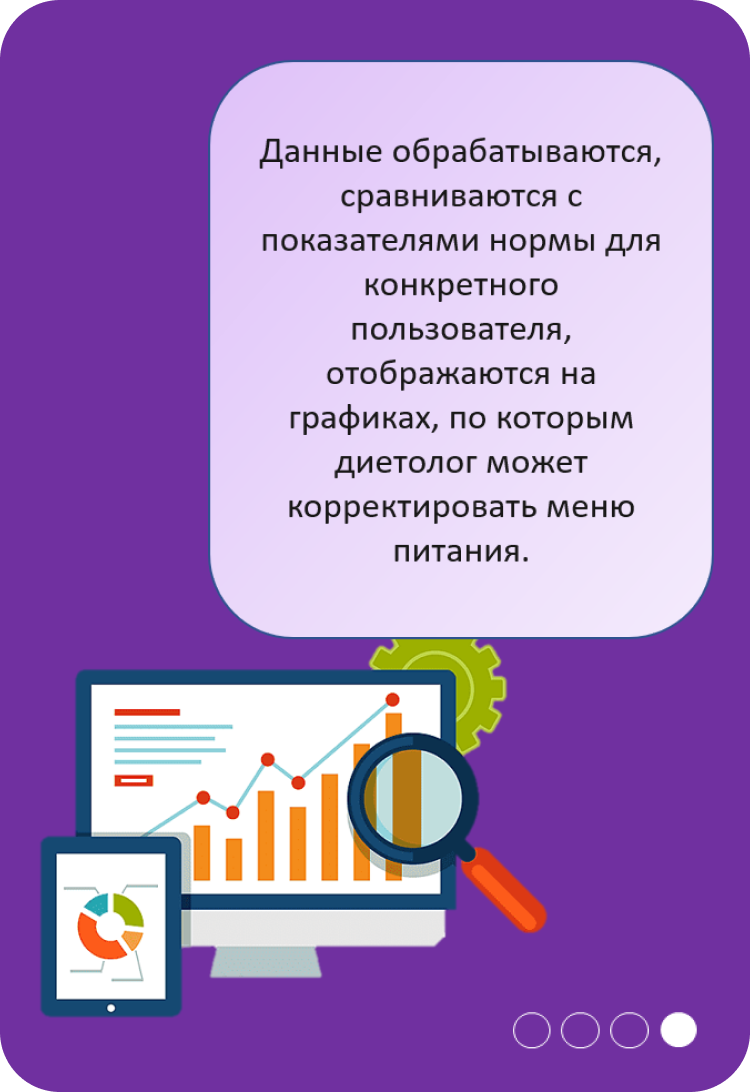 Данные обрабатываются,
сравниваются с
показателями нормы для
конкретного
пользователя,
отображаются на
графиках, по которым
диетолог может
корректировать меню
питания.